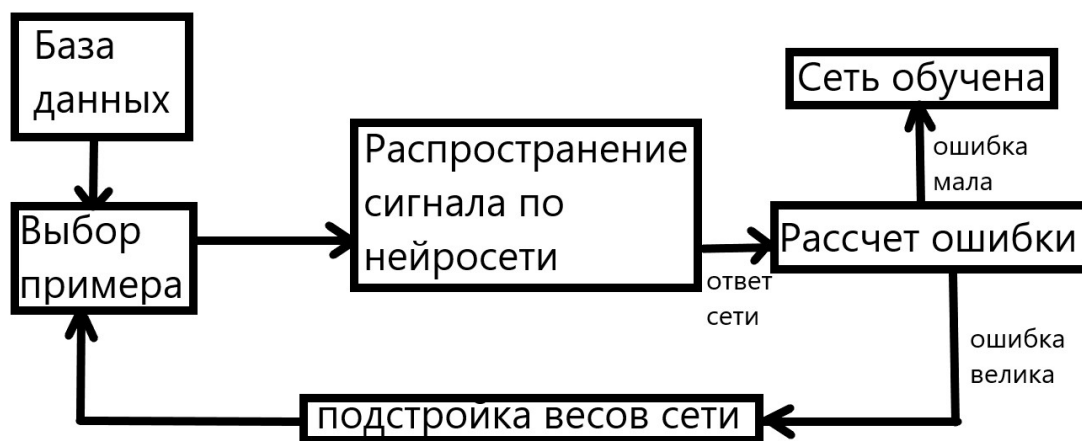 База
данных
Выбор
примера
Распространение
сигнала по
нейросети
ответ
сети
Рассчет ошибки
ошибка
мала
Сеть обучена
ошибка
велика
подстройка весов сети